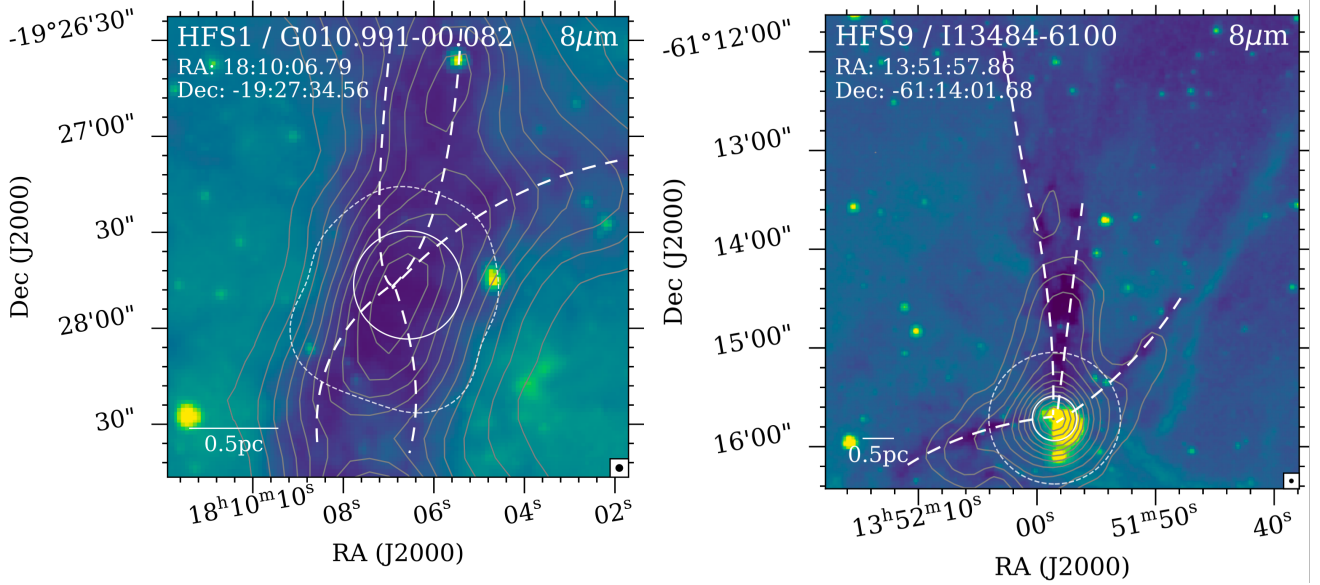 HFS1 / G010.991-00.082 8μm
RA: 18:10:06.79
Dec: -19:27:34.56
-19°26'30"
27'00"
30"
28'00"
30"
Dec (J2000)
0.5pc
18ʰ10ᵐ10ˢ 08ˢ 06ˢ 04ˢ 02ˢ
RA (J2000)
HFS9 / I13484-6100 8μm
RA: 13:51:57.86
Dec: -61:14:01.68
-61°12'00"
13'00"
14'00"
15'00"
16'00"
Dec (J2000)
0.5pc
13ʰ52ᵐ10ˢ 00ˢ 51ᵐ50ˢ 40ˢ
RA (J2000)